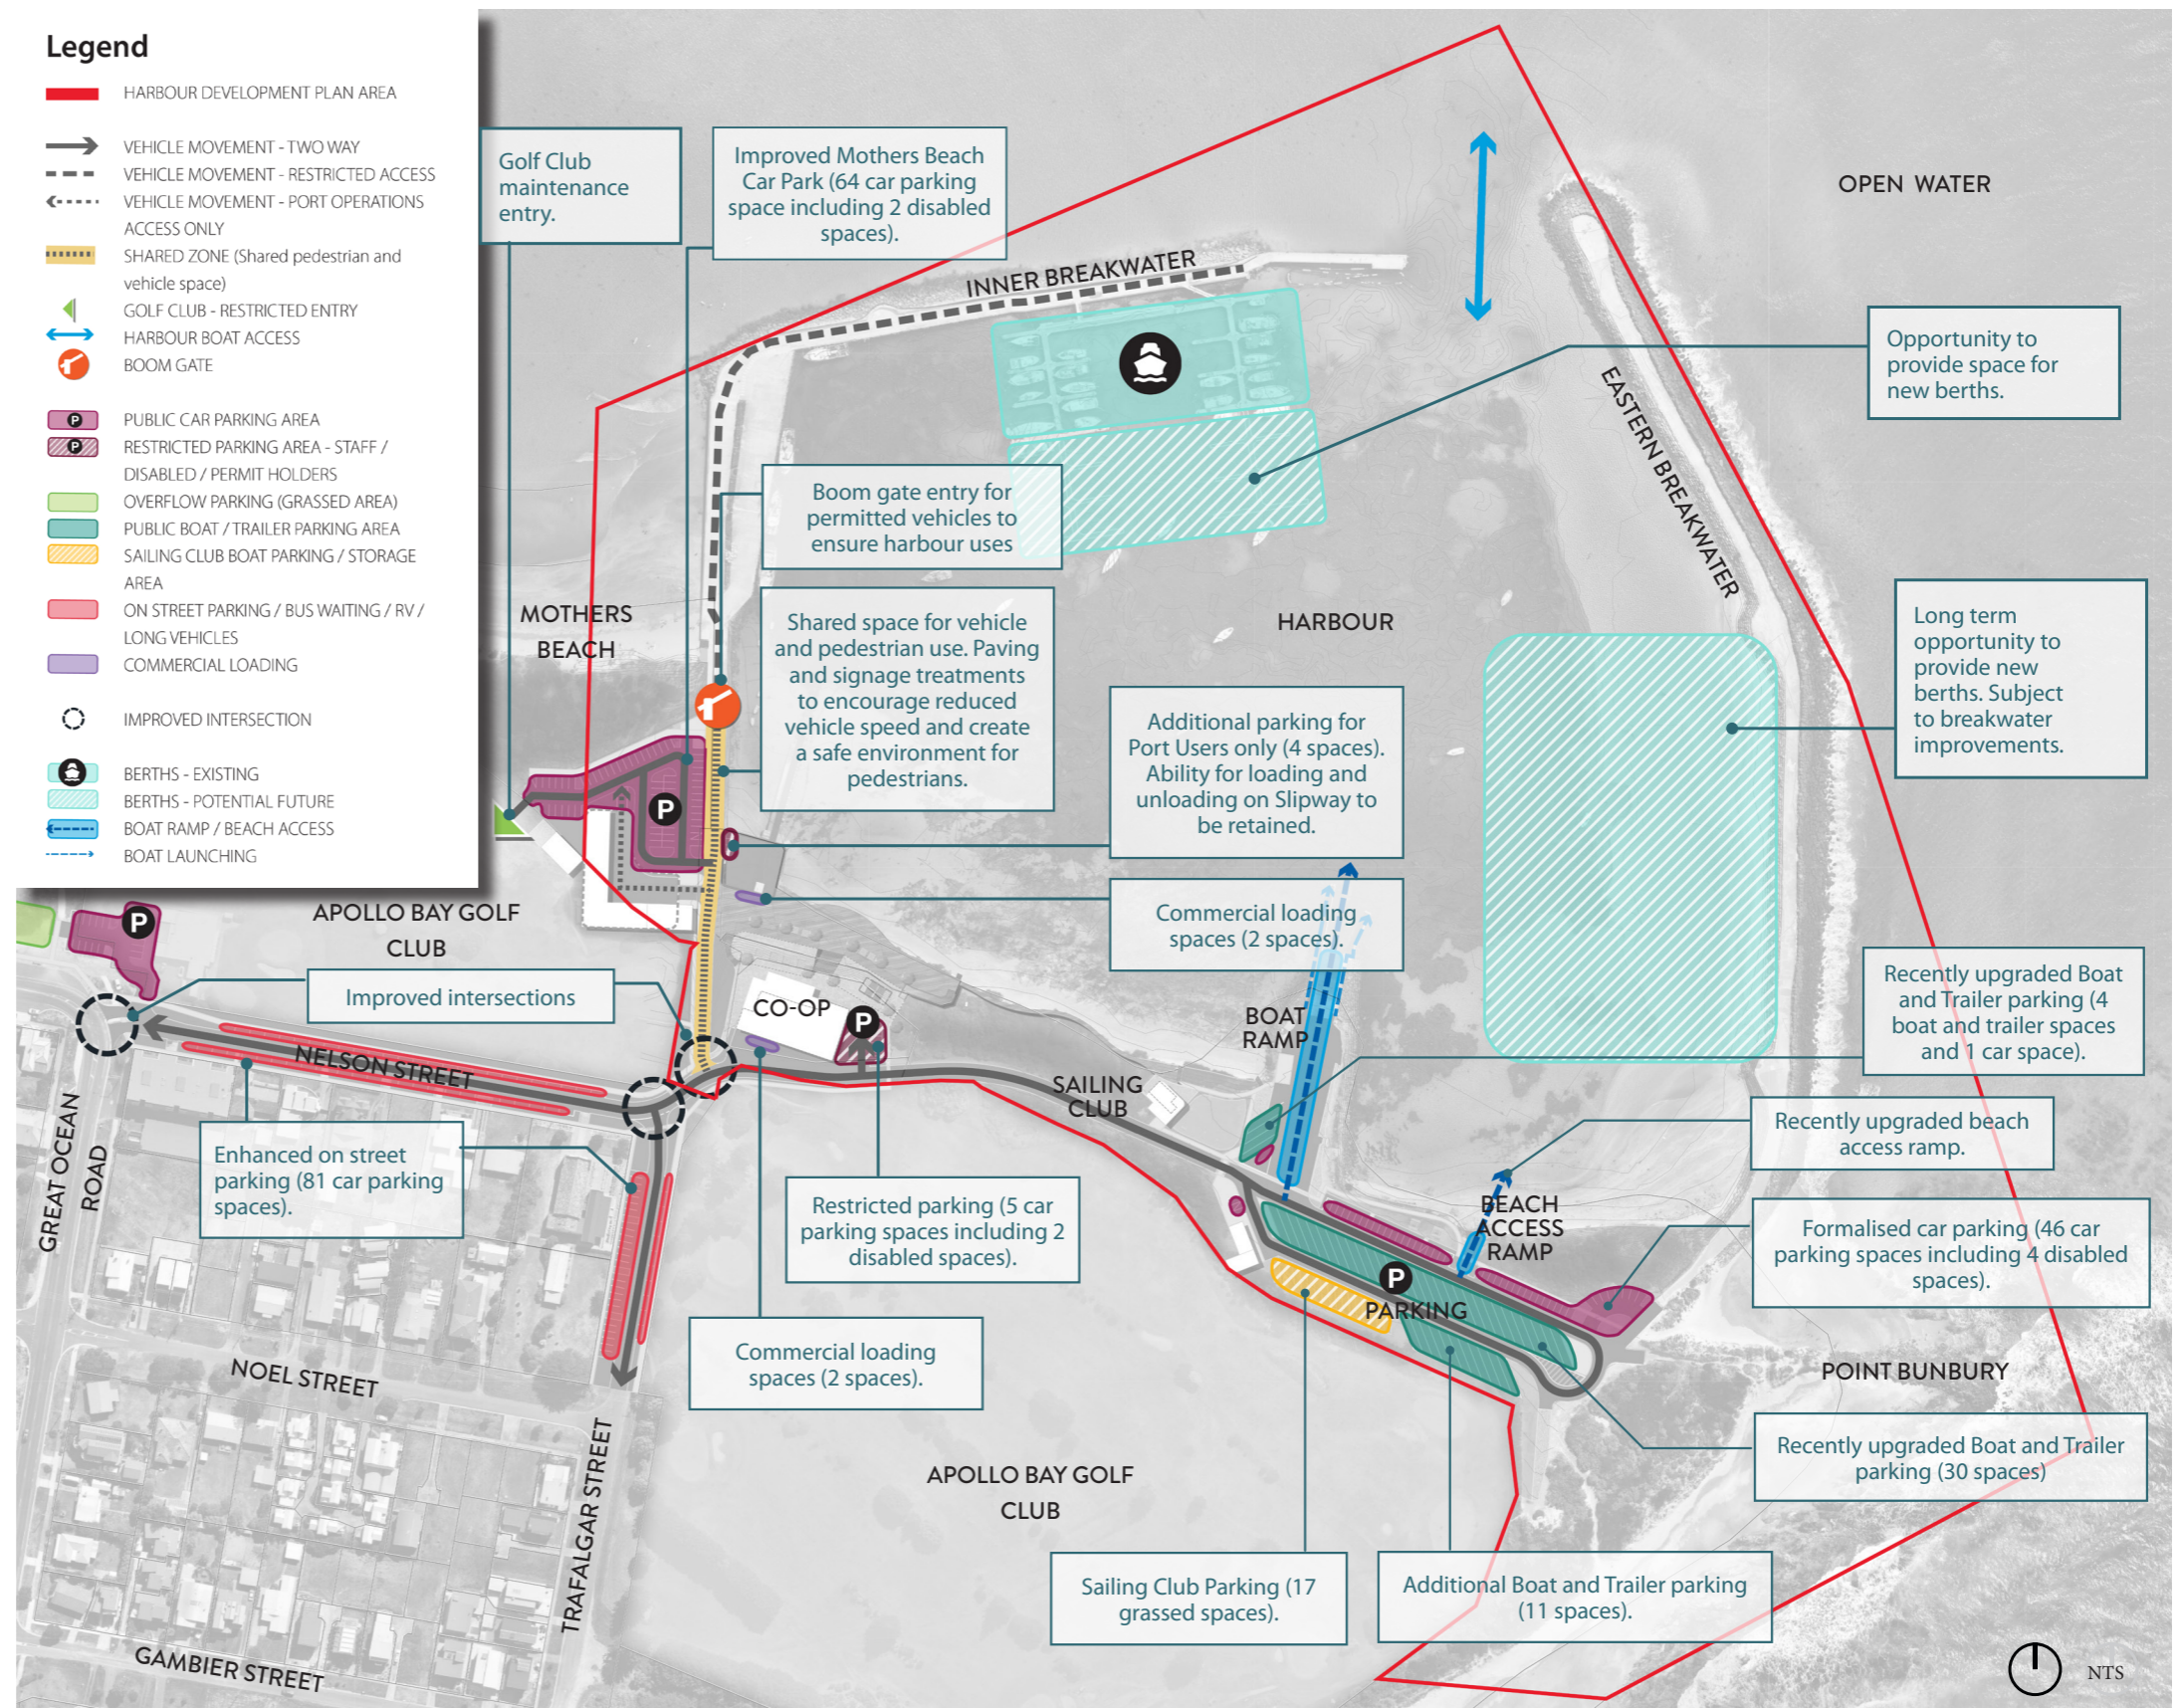 Legend
HARBOUR DEVELOPMENT PLAN AREA
VEHICLE MOVEMENT - TWO WAY
VEHICLE MOVEMENT - RESTRICTED ACCESS
VEHICLE MOVEMENT - PORT OPERATIONS
ACCESS ONLY
SHARED ZONE (Shared pedestrian and
vehicle space)
GOLF CLUB - RESTRICTED ENTRY
HARBOUR BOAT ACCESS
BOOM GATE
P
PUBLIC CAR PARKING AREA
P
RESTRICTED PARKING AREA - STAFF /
DISABLED / PERMIT HOLDERS
OVERFLOW PARKING (GRASSED AREA)
PUBLIC BOAT / TRAILER PARKING AREA
SAILING CLUB BOAT PARKING / STORAGE
AREA
ON STREET PARKING / BUS WAITING / RV /
LONG VEHICLES
COMMERCIAL LOADING
IMPROVED INTERSECTION
BERTHS - EXISTING
BERTHS - POTENTIAL FUTURE
BOAT RAMP / BEACH ACCESS
BOAT LAUNCHING
Golf Club
maintenance
entry.
Improved Mothers Beach
Car Park (64 car parking
space including 2 disabled
spaces).
OPEN WATER
INNER BREAKWATER
EASTERN BREAKWATER
Opportunity to
provide space for
new berths.
Boom gate entry for
permitted vehicles to
ensure harbour uses
MOTHERS
BEACH
HARBOUR
Shared space for vehicle
and pedestrian use. Paving
and signage treatments
to encourage reduced
vehicle speed and create
a safe environment for
pedestrians.
Long term
opportunity to
provide new
berths. Subject
to breakwater
improvements.
Additional parking for
Port Users only (4 spaces).
Ability for loading and
unloading on Slipway to
be retained.
P
Commercial loading
spaces (2 spaces).
P
APOLLO BAY GOLF
CLUB
Improved intersections
CO-OP
P
BOAT
RAMP
Recently upgraded Boat
and Trailer parking (4
boat and trailer spaces
and 1 car space).
NELSON STREET
SAILING
CLUB
GREAT OCEAN
ROAD
Enhanced on street
parking (81 car parking
spaces).
Recently upgraded beach
access ramp.
Restricted parking (5 car
parking spaces including 2
disabled spaces).
BEACH
ACCESS
RAMP
Formalised car parking (46 car
parking spaces including 4 disabled
spaces).
P
PARKING
Commercial loading
spaces (2 spaces).
NOEL STREET
POINT BUNBURY
Recently upgraded Boat and Trailer
parking (30 spaces)
TRAFALGAR STREET
APOLLO BAY GOLF
CLUB
Sailing Club Parking (17
grassed spaces).
Additional Boat and Trailer parking
(11 spaces).
GAMBIER STREET
NTS